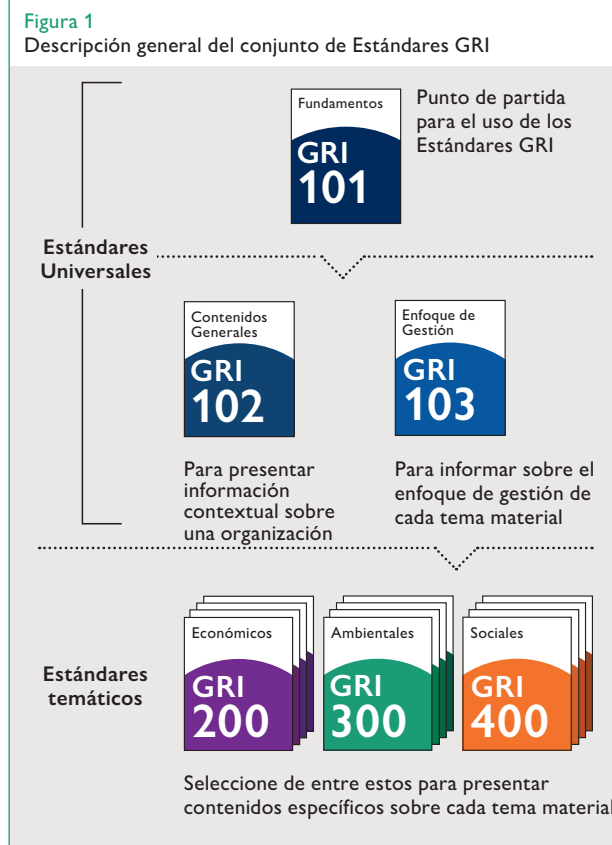 Figura 1
Descripción general del conjunto de Estándares GRI
Fundamentos
GRI
101
Punto de partida
para el uso de los
Estándares GRI
Estándares
Universales
Contenidos
Generales
GRI
102
Enfoque de
Gestión
GRI
103
Para presentar
información
contextual sobre
una organización
Para informar sobre el
enfoque de gestión de
cada tema material
Estándares
temáticos
Económicos
GRI
200
Ambientales
GRI
300
Sociales
GRI
400
Seleccione de entre estos para presentar
contenidos específicos sobre cada tema material